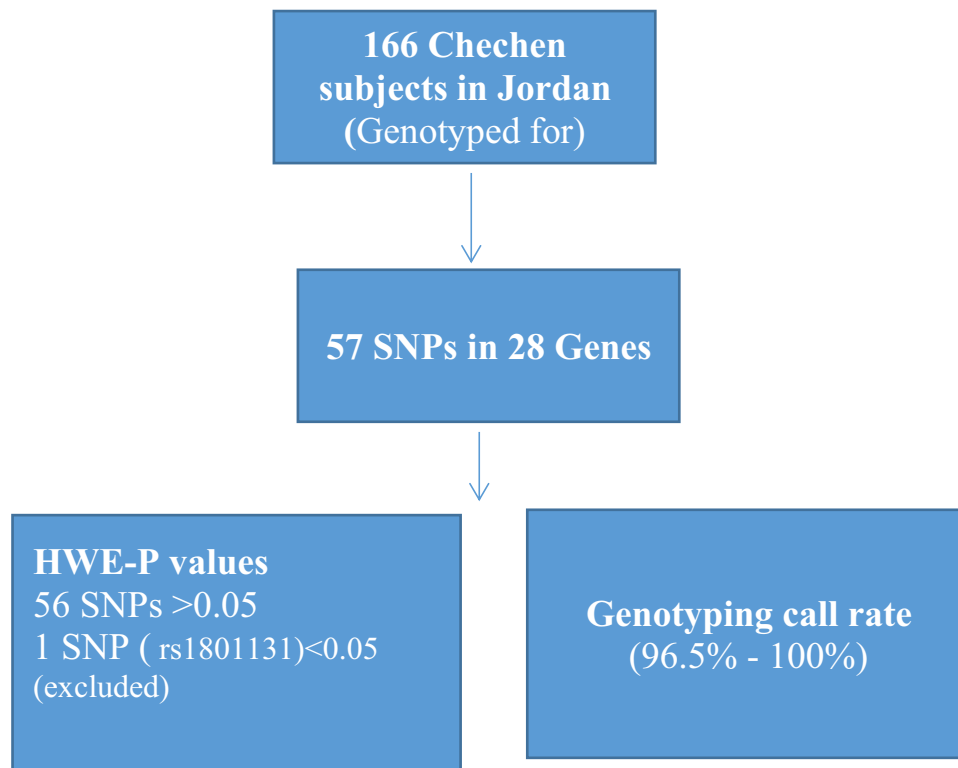 166 Chechen
subjects in Jordan
(Genotyped for)
57 SNPs in 28 Genes
HWE-P values
56 SNPs >0.05
1 SNP ( rs1801131)<0.05
(excluded)
Genotyping call rate
(96.5% - 100%)